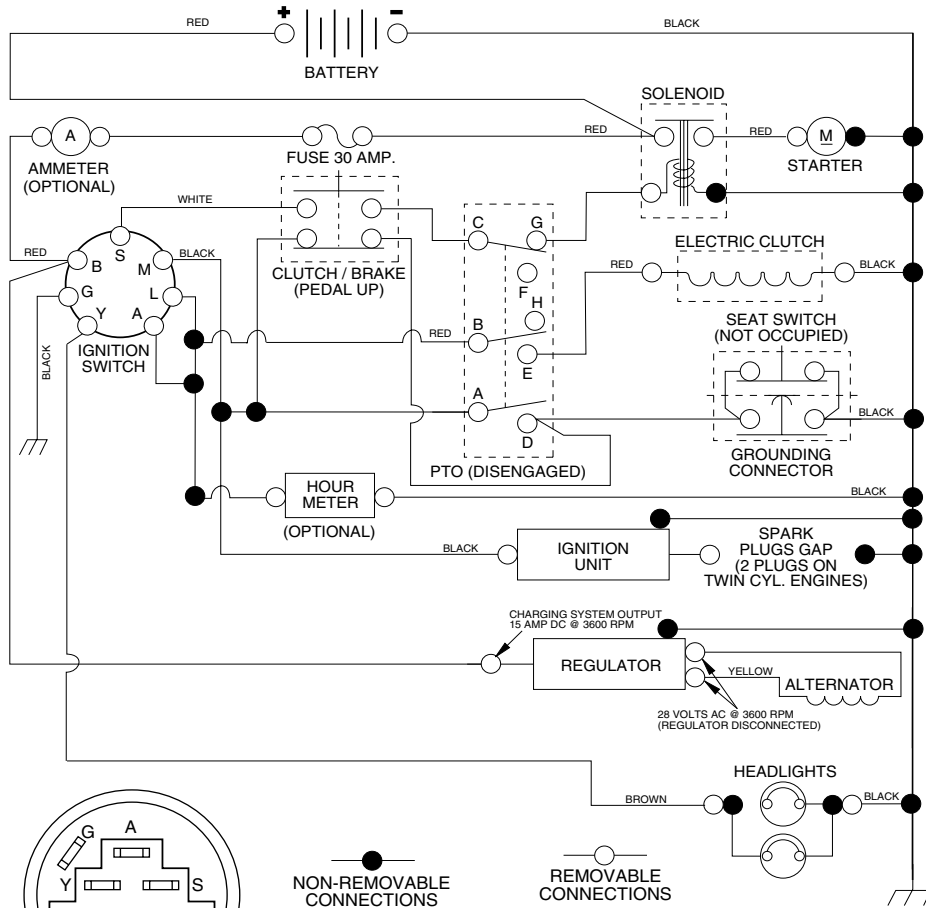 RED
+
-
BLACK
BATTERY
SOLENOID
A
RED
RED
M
AMMETER
(OPTIONAL)
FUSE 30 AMP.
STARTER
WHITE
C
G
RED
B
S
M
BLACK
CLUTCH / BRAKE
(PEDAL UP)
ELECTRIC CLUTCH
RED
BLACK
F
G
L
H
Y
A
B
RED
SEAT SWITCH
(NOT OCCUPIED)
IGNITION
SWITCH
BLACK
E
A
D
BLACK
GROUNDING
CONNECTOR
PTO (DISENGAGED)
HOUR
METER
(OPTIONAL)
BLACK
BLACK
IGNITION
UNIT
SPARK
PLUGS GAP
(2 PLUGS ON
TWIN CYL. ENGINES)
CHARGING SYSTEM OUTPUT
15 AMP DC @ 3600 RPM
REGULATOR
YELLOW
ALTERNATOR
28 VOLTS AC @ 3600 RPM
(REGULATOR DISCONNECTED)
HEADLIGHTS
BROWN
BLACK
G
A
Y
S
NON-REMOVABLE
CONNECTIONS
REMOVABLE
CONNECTIONS